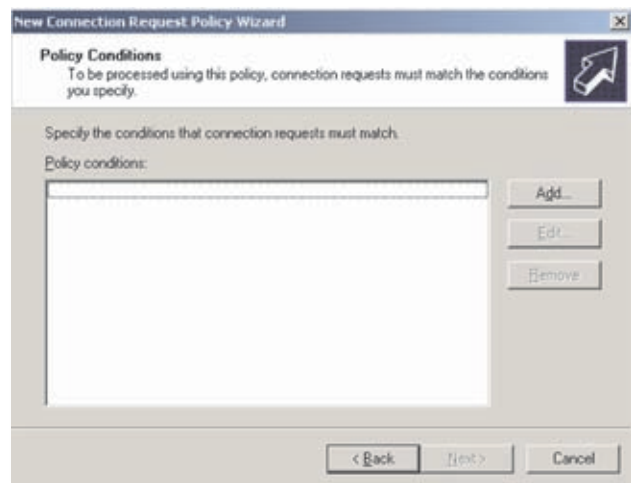 New Connection Request Policy Wizard
Policy Conditions
To be processed using this policy, connection requests must match the conditions
you specify.
Specify the conditions that connection requests must match.
Policy conditions:
Add...
Edit...
Remove
< Back
Next >
Cancel